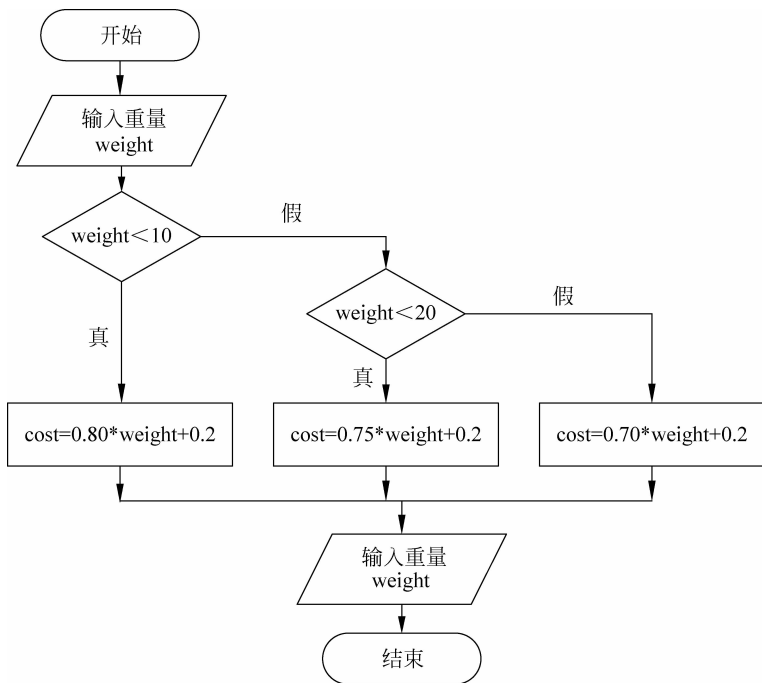 开始
输入重量
weight
weight＜10
假
weight＜20
假
真
真
cost=0.80*weight+0.2
cost=0.75*weight+0.2
cost=0.70*weight+0.2
输入重量
weight
结束